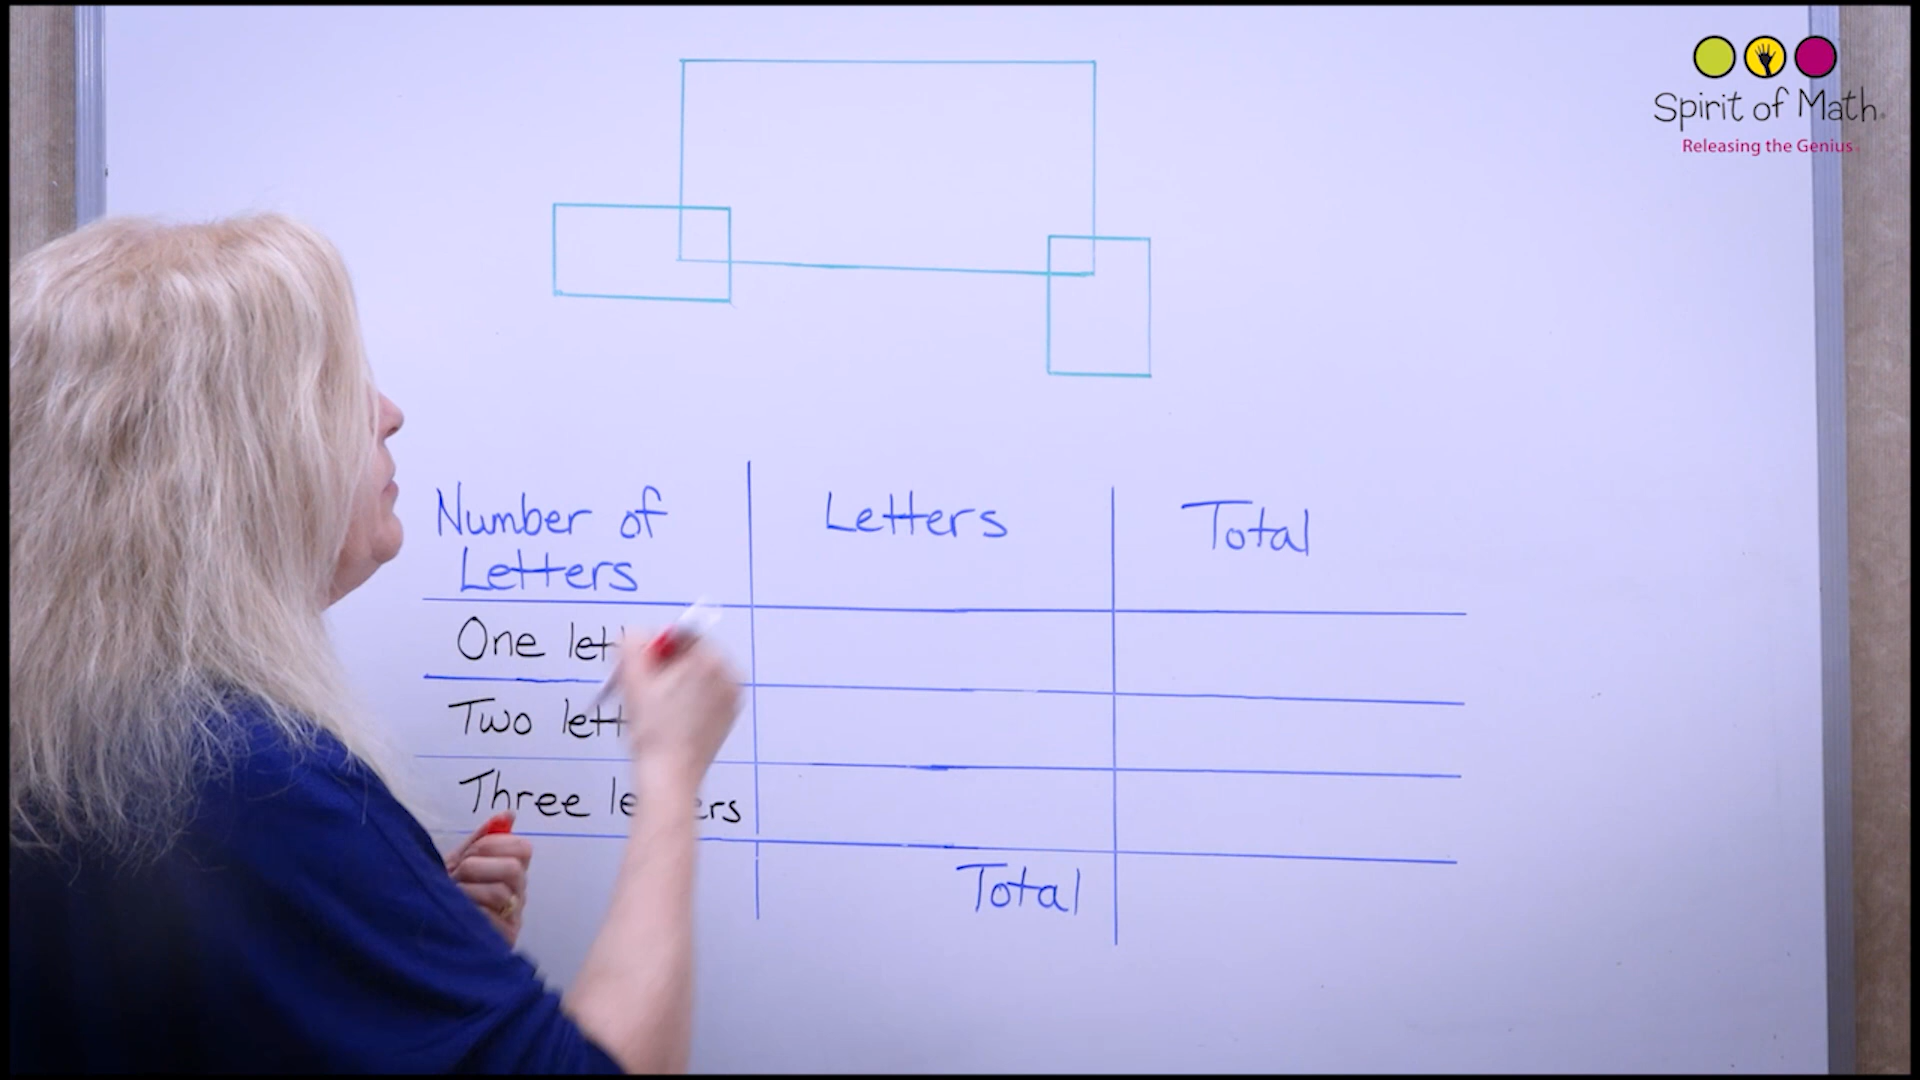 Spirit of Math
Releasing the Genius
Number of Letters Total
Letters
One
Two
Three
Total